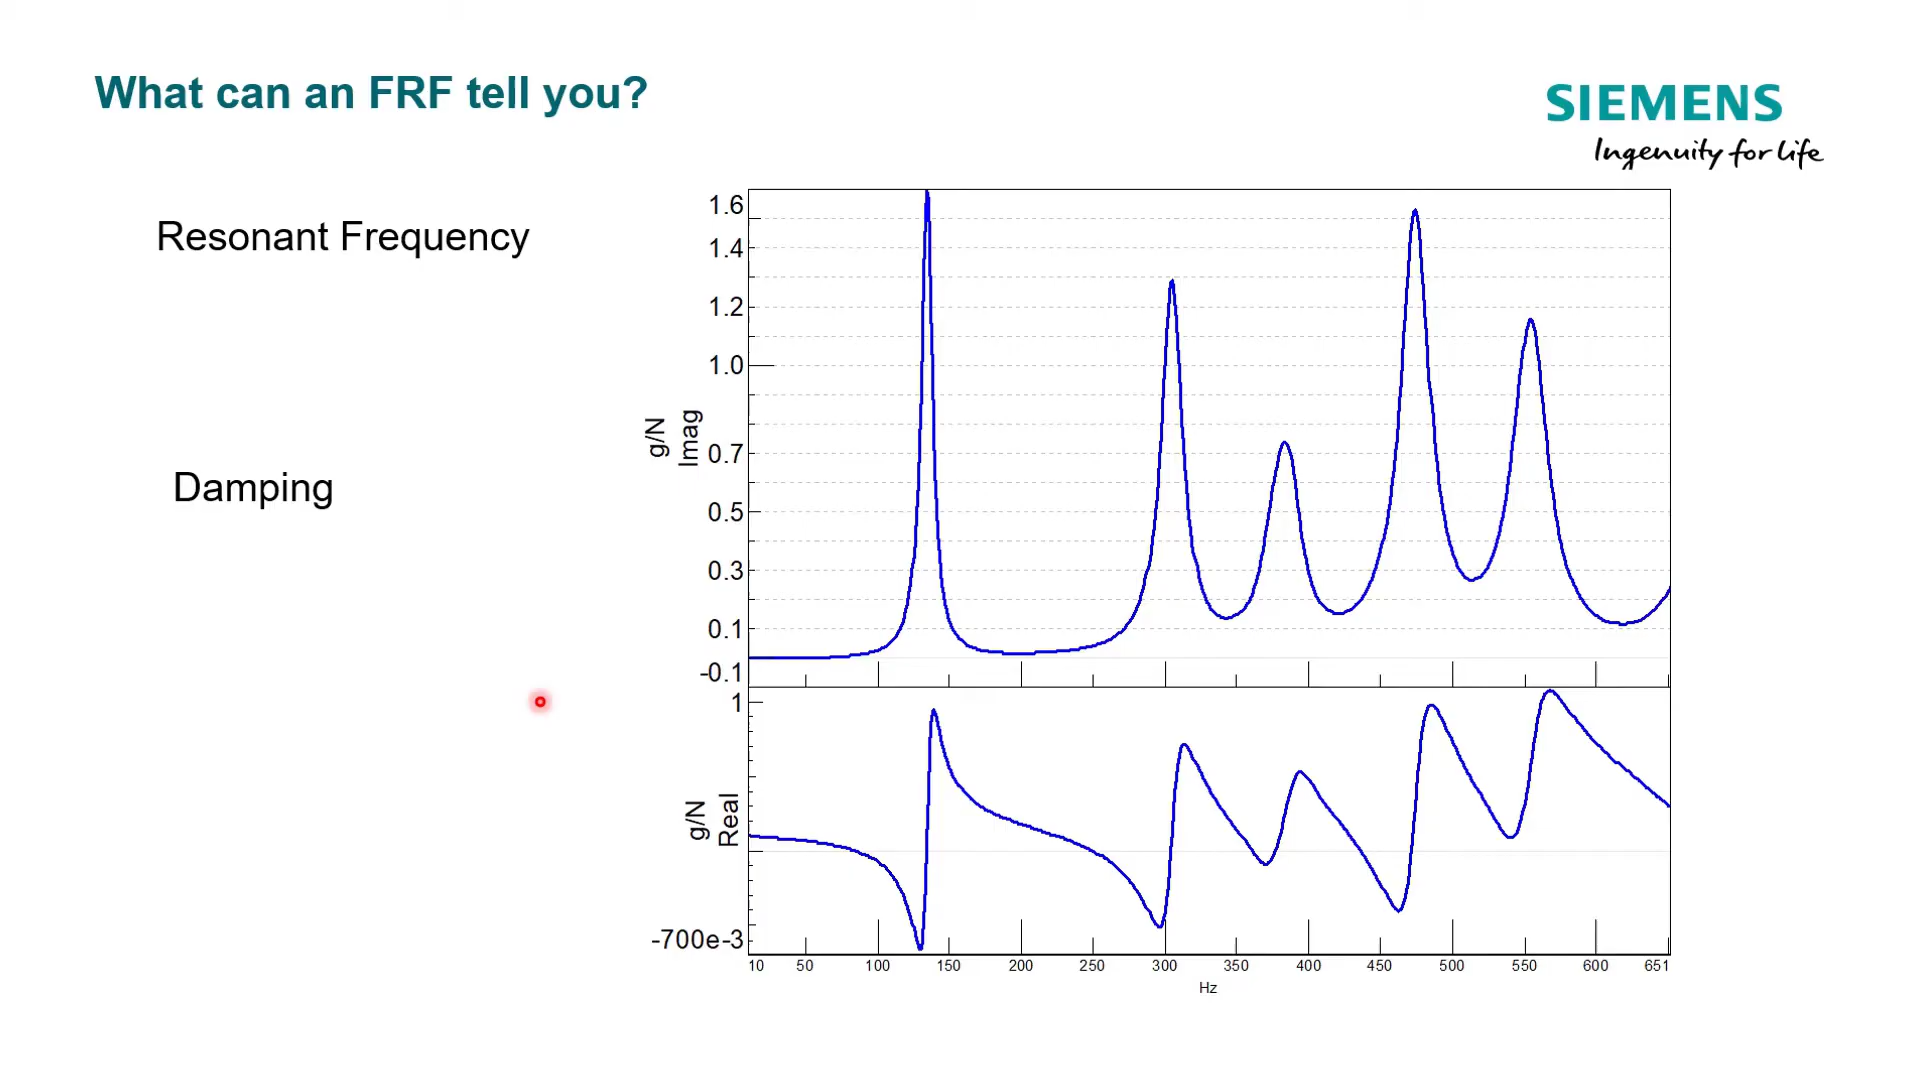 What can an FRF tell you?
SIEMENS
Ingenuity for life
Resonant Frequency
Damping
1.6
1.4
1.2
1.0
0.7
0.5
0.3
0.1
-0.1
g/N
Imag
1
-700e-3
g/N
Real
10 50 100 150 200 250 300 350 400 450 500 550 600 651
Hz